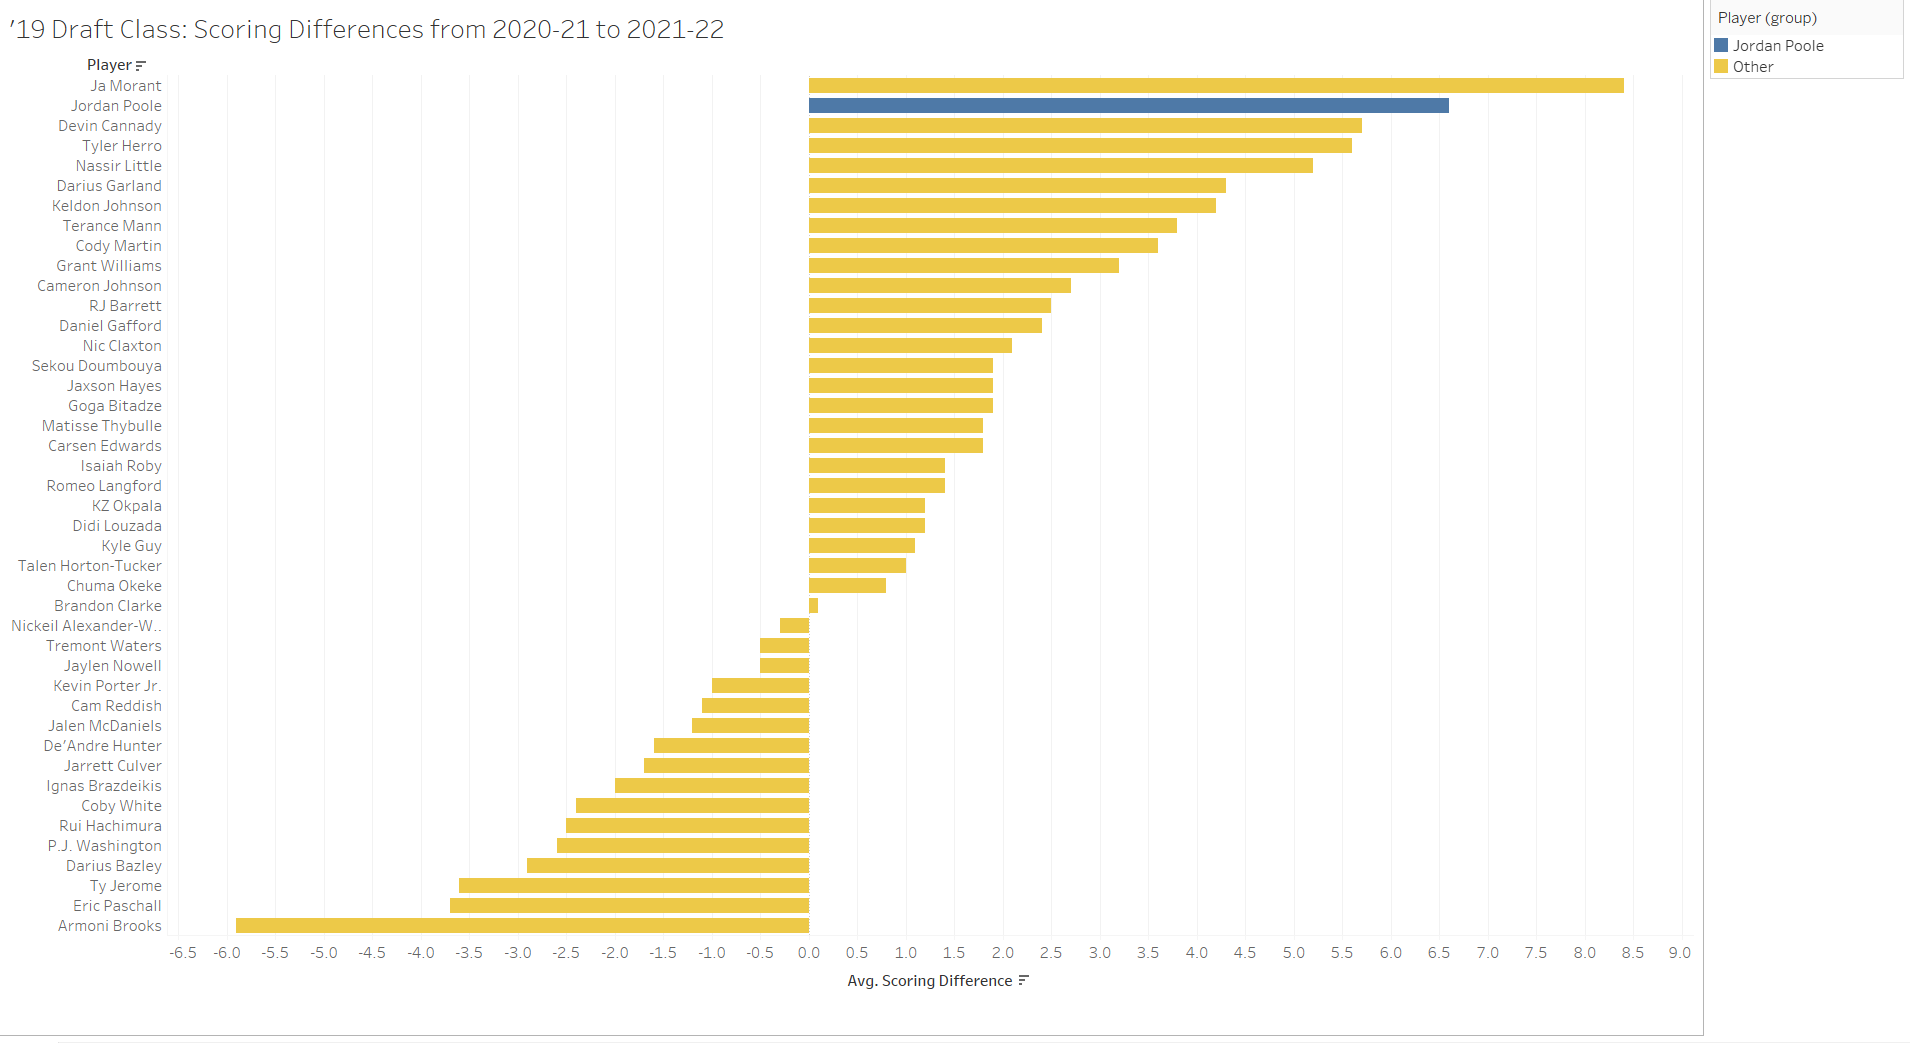 '19 Draft Class: Scoring Differences from 2020-21 to 2021-22
Player (group)
Jordan Poole
Other
Player
Ja Morant
Jordan Poole
Devin Cannady
Tyler Herro
Nassir Little
Darius Garland
Keldon Johnson
Terance Mann
Cody Martin
Grant Williams
Cameron Johnson
RJ Barrett
Daniel Gafford
Nic Claxton
Sekou Doumbouya
Jaxson Hayes
Goga Bitadze
Matisse Thybulle
Carsen Edwards
Isaiah Roby
Romeo Langford
KZ Okpala
Didi Louzada
Kyle Guy
Talen Horton-Tucker
Chuma Okeke
Brandon Clarke
Nickeil Alexander-W..
Tremont Waters
Jaylen Nowell
Kevin Porter Jr.
Cam Reddish
Jalen McDaniels
De'Andre Hunter
Jarrett Culver
Ignas Brazdeikis
Coby White
Rui Hachimura
P.J. Washington
Darius Bazley
Ty Jerome
Eric Paschall
Armoni Brooks
-6.5 -6.0 -5.5 -5.0 -4.5 -4.0 -3.5 -3.0 -2.5 -2.0 -1.5 -1.0 -0.5 0.0 0.5 1.0 1.5 2.0 2.5 3.0 3.5 4.0 4.5 5.0 5.5 6.0 6.5 7.0 7.5 8.0 8.5 9.0
Avg. Scoring Difference